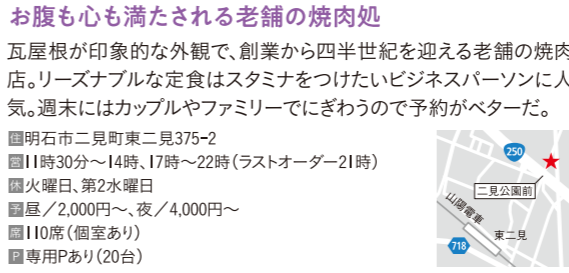 お腹も心も満たされる老舗の焼肉処
瓦屋根が印象的な外観で、創業から四半世紀を迎える老舗の焼肉
店。リーズナブルな定食はスタミナをつけたいビジネスパーソンに人
気。週末にはカップルやファミリーでにぎわうので予約がベターだ。
住明石市二見町東二見375-2
営11時30分〜14時、17時〜22時（ラストオーダー21時）
休火曜日、第2水曜日
予昼／2,000円〜、夜／4,000円〜
席110席（個室あり）
P専用Pあり（20台）
250
二見公園前
山陽電車
東二見
718